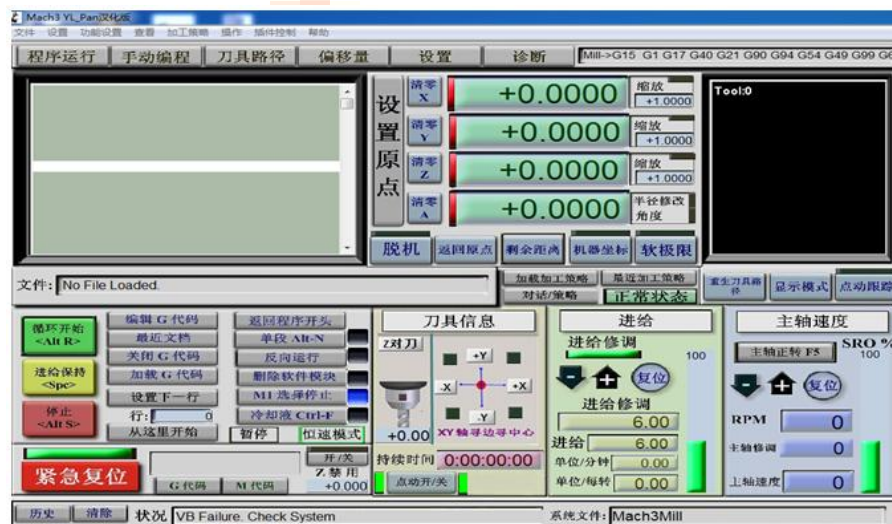 Mach3 YL_Pan汉化版
文件 设置 功能设置 查看 加工策略 操作 插件控制 帮助
程序运行 手动编程 刀具路径 偏移量 设置 诊断 Mill->G15 G1 G17 G40 G21 G90 G94 G54 G49 G99 G6
设置原点
清零 X +0.0000 缩放 +1.0000
清零 Y +0.0000 缩放 +1.0000
清零 Z +0.0000 缩放 +1.0000
清零 A +0.0000 半径修改 角度
Tool:0
脱机 返回原点 剩余距离 机器坐标 软极限
文件: No File Loaded.
加载加工策略 最近加工策略
对话/策略 正常状态
重生刀具路径 显示模式 点动跟踪
循环开始 <Alt R>
进给保持 <Spc>
停止 <Alt S>
编辑 G 代码
最近文档
关闭 G 代码
加载 G 代码
设置下一行
行: 0
从这里开始
返回程序开头
单段 Alt-N
反向运行
删除软件模块
M1 选择停止
冷却液 Ctrl-F
暂停 恒速模式
刀具信息
Z对刀
+Y
-X +X
-Y
+0.00 XY轴寻边寻中心
持续时间 0:00:00:00
点动开/关
进给
进给修调
100
复位
进给修调
6.00
进给 6.00
单位/分钟 0.00
单位/每转 0.00
主轴速度
主轴正转 F5 SRO %
100
复位
RPM 0
主轴修调 0
主轴速度 0
紧急复位
G代码 M代码
开/关
Z 禁用
+0.000
历史 清除 状况 VB Failure. Check System 系统文件: Mach3Mill